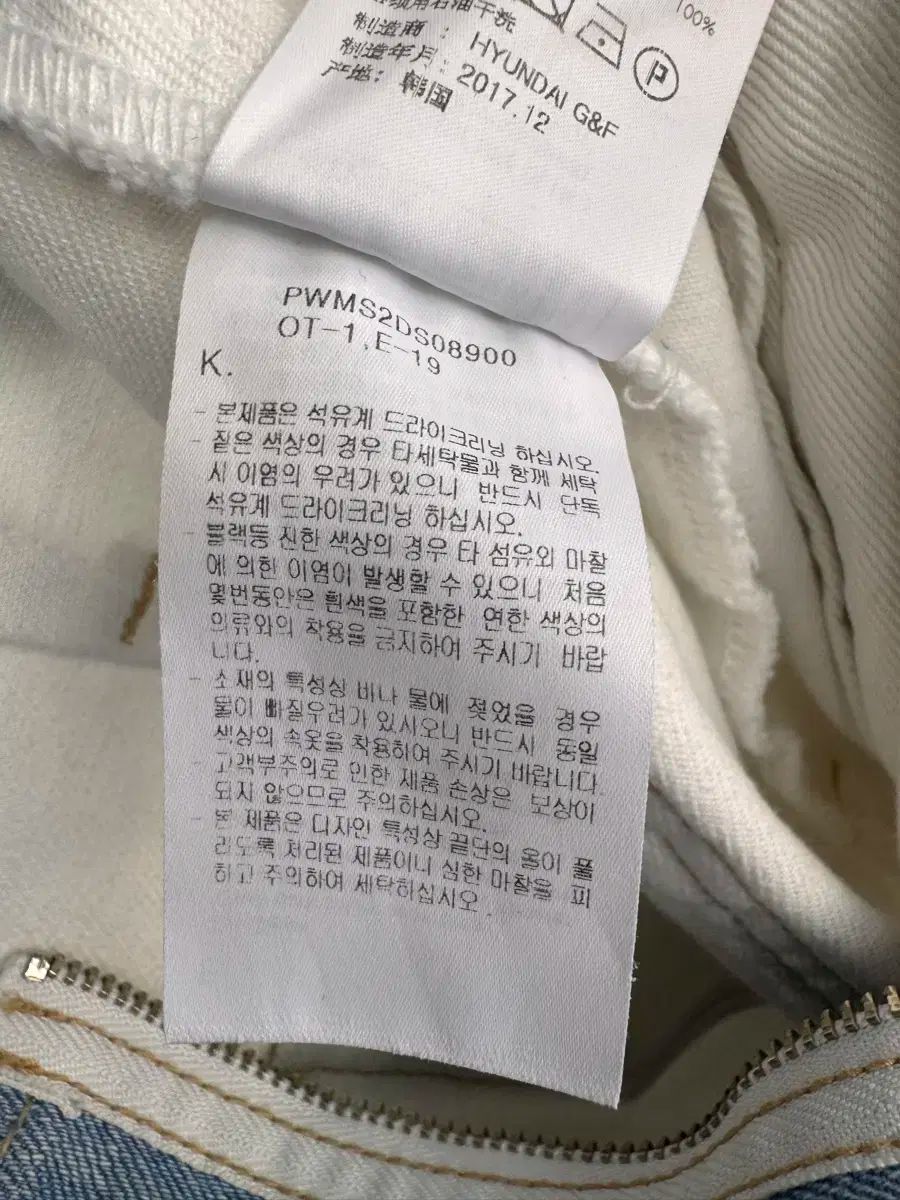 石油干洗
100%
制造商 : HYUNDAI G&F
制造年月: 2017.12
产地: 韩国
P
PWMS2DS08900
OT-1,E-19
K.
- 본제품은 석유계 드라이크리닝 하십시오.
- 짙은 색상의 경우 타세탁물과 함께 세탁
시 이염의 우려가 있으니 반드시 단독
석유계 드라이크리닝 하십시오.
- 블랙등 진한 색상의 경우 타 섬유와 마찰
에 의한 이염이 발생할 수 있으니 처음
몇번동안은 흰색을 포함한 연한 색상의
의류와의 착용을 금지하여 주시기 바랍
니다.
- 소재의 특성싱 비나 물에 젖었을 경우
물이 빠질우려가 있시오니 반드시 동일
색상의 속옷을 착용하여 주시기 바랍니다.
- 고객부주의로 인한 제품 손상은 보상이
되지 않으므로 주의하십시오.
- 본 제품은 디자인 특성상 끝단의 올이 풀
리도록 처리된 제품이니 심한 마찰을 피
하고 주의하여 세탁하십시오.